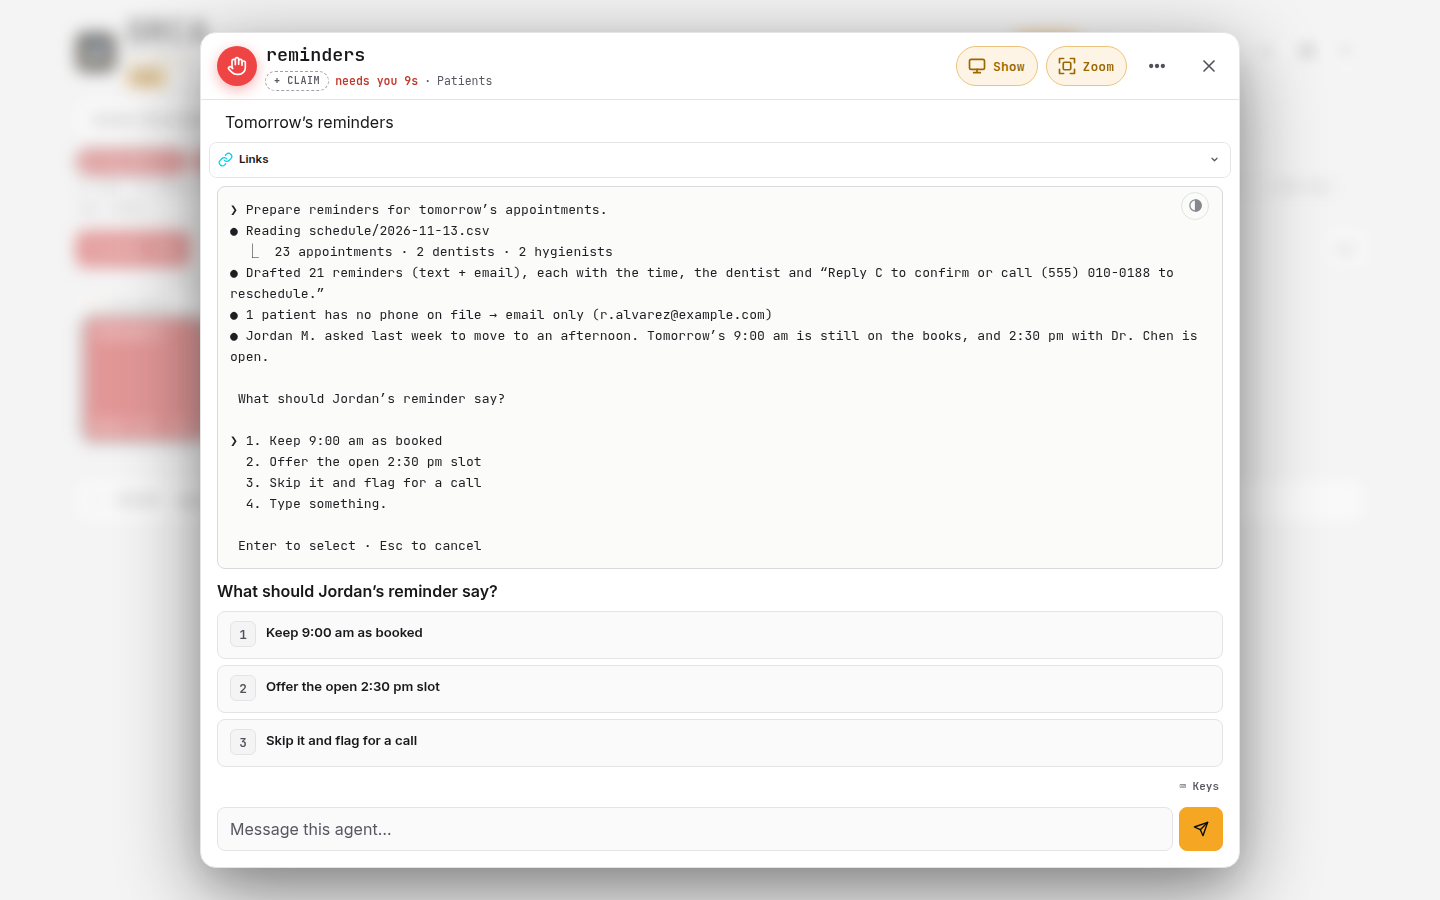 reminders
+ CLAIM needs you 9s · Patients
Show
Zoom
Tomorrow’s reminders
Links
❯ Prepare reminders for tomorrow’s appointments.
● Reading schedule/2026-11-13.csv
⎿ 23 appointments · 2 dentists · 2 hygienists
● Drafted 21 reminders (text + email), each with the time, the dentist and “Reply C to confirm or call (555) 010-0188 to
reschedule.”
● 1 patient has no phone on file → email only (r.alvarez@example.com)
● Jordan M. asked last week to move to an afternoon. Tomorrow’s 9:00 am is still on the books, and 2:30 pm with Dr. Chen is
open.
What should Jordan’s reminder say?
❯ 1. Keep 9:00 am as booked
2. Offer the open 2:30 pm slot
3. Skip it and flag for a call
4. Type something.
Enter to select · Esc to cancel
What should Jordan’s reminder say?
1 Keep 9:00 am as booked
2 Offer the open 2:30 pm slot
3 Skip it and flag for a call
⌨ Keys
Message this agent…